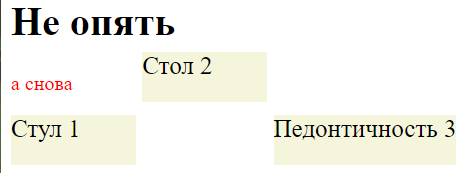 Не опять
Стол 2
а снова
Стул 1
Педонтичность 3